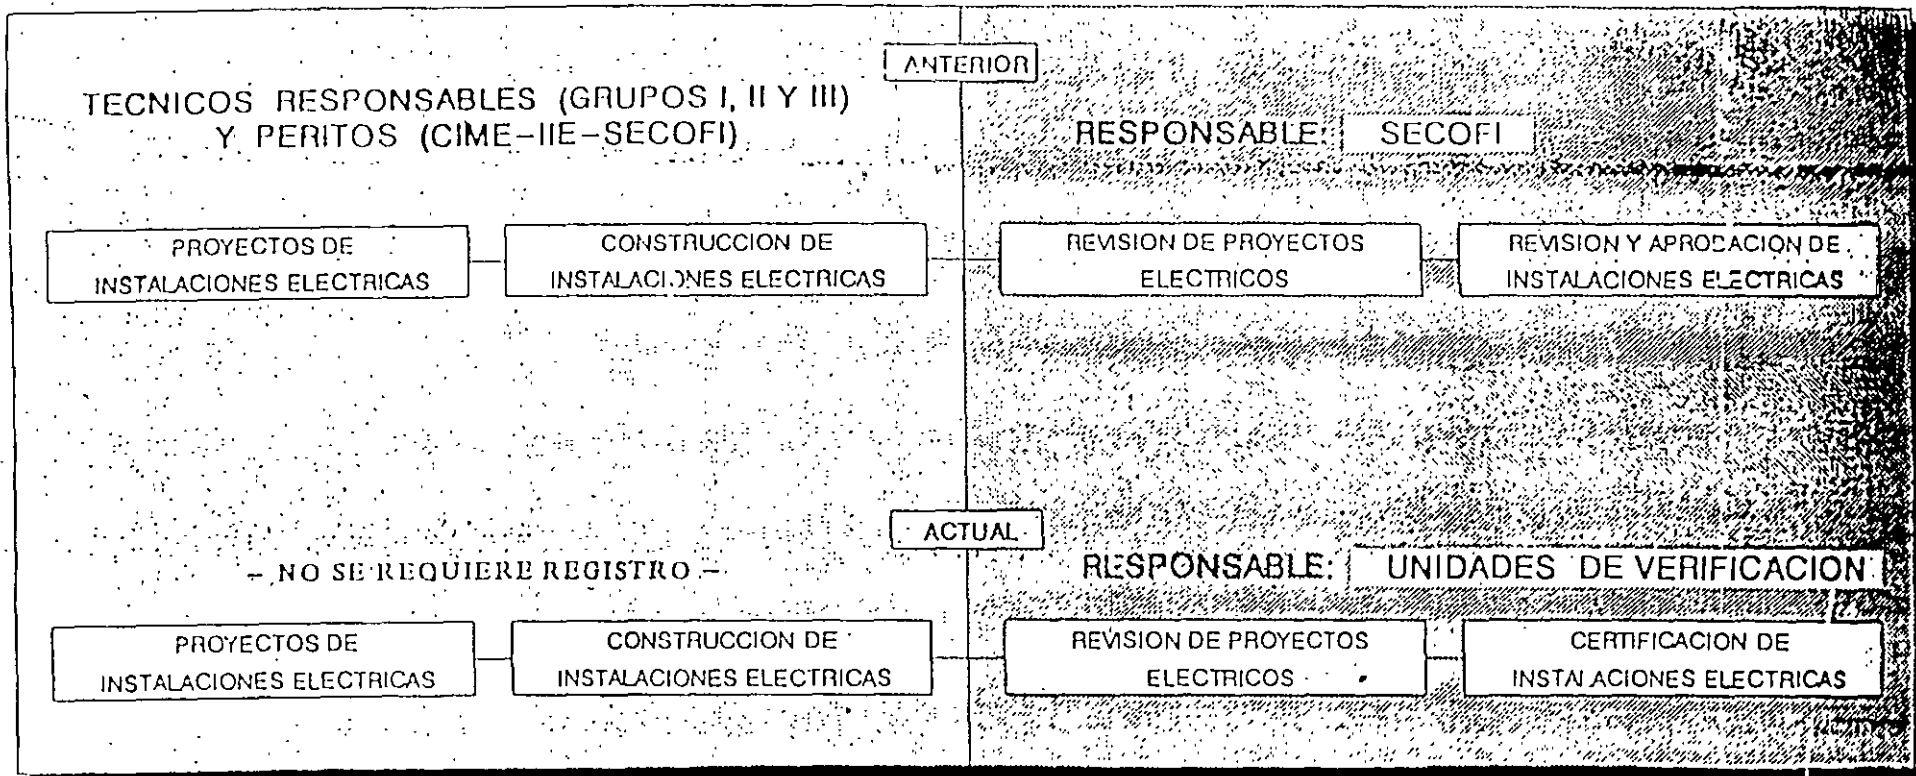 ANTERIOR
TECNICOS RESPONSABLES (GRUPOS I, II Y III)
Y PERITOS (CIME-IIE-SECOFI)
RESPONSABLE: SECOFI
PROYECTOS DE
INSTALACIONES ELECTRICAS
CONSTRUCCION DE
INSTALACIONES ELECTRICAS
REVISION DE PROYECTOS
ELECTRICOS
REVISION Y APROBACION DE
INSTALACIONES ELECTRICAS
ACTUAL
- NO SE REQUIERE REGISTRO -
RESPONSABLE: UNIDADES DE VERIFICACION
PROYECTOS DE
INSTALACIONES ELECTRICAS
CONSTRUCCION DE
INSTALACIONES ELECTRICAS
REVISION DE PROYECTOS
ELECTRICOS
CERTIFICACION DE
INSTALACIONES ELECTRICAS